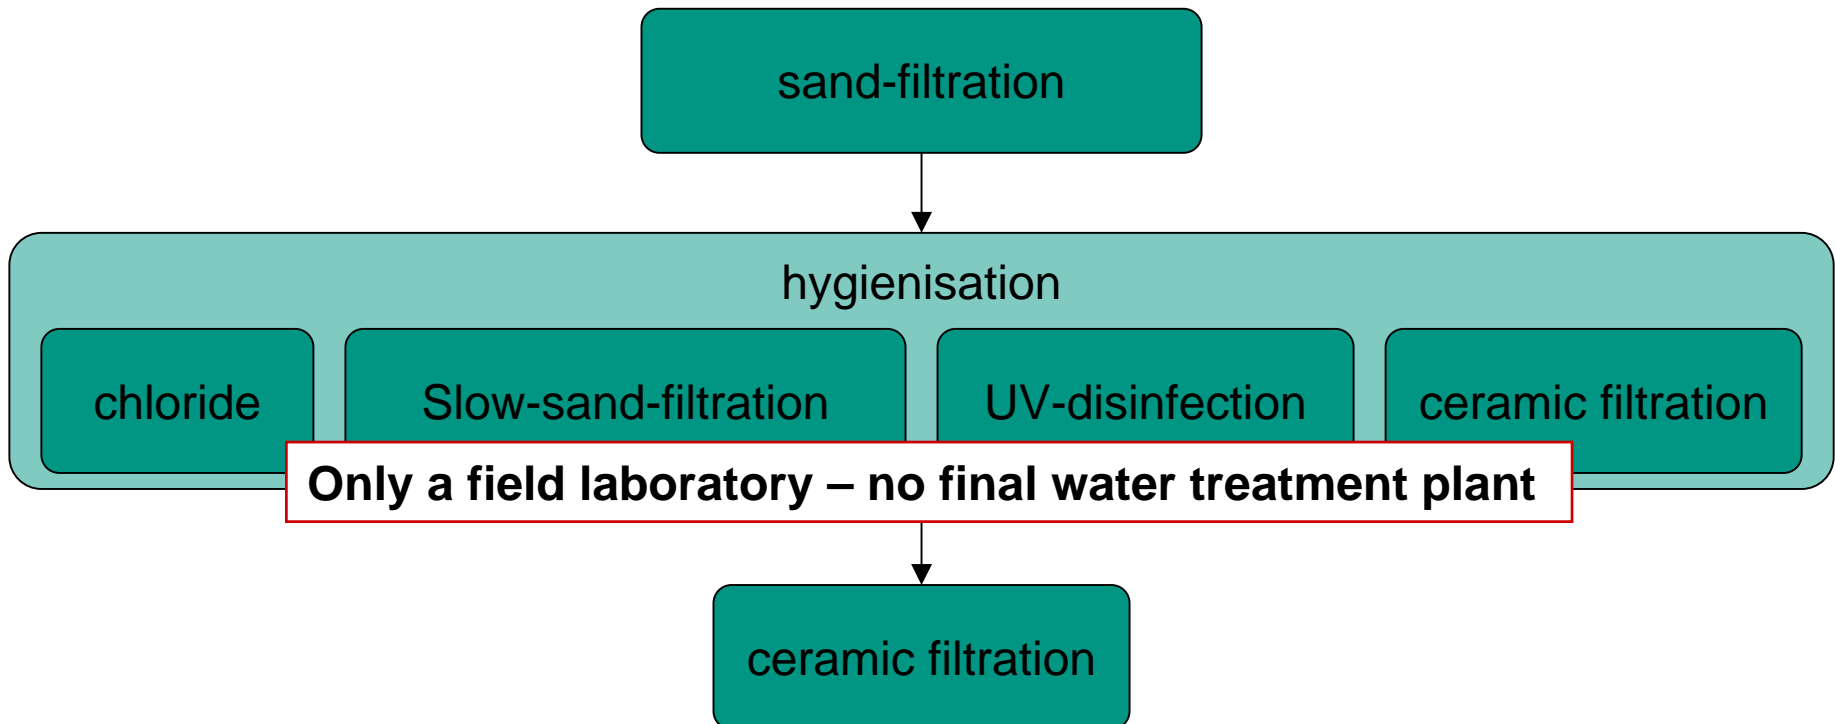 sand-filtration
hygienisation
chloride
Slow-sand-filtration
UV-disinfection
ceramic filtration
Only a field laboratory – no final water treatment plant
ceramic filtration